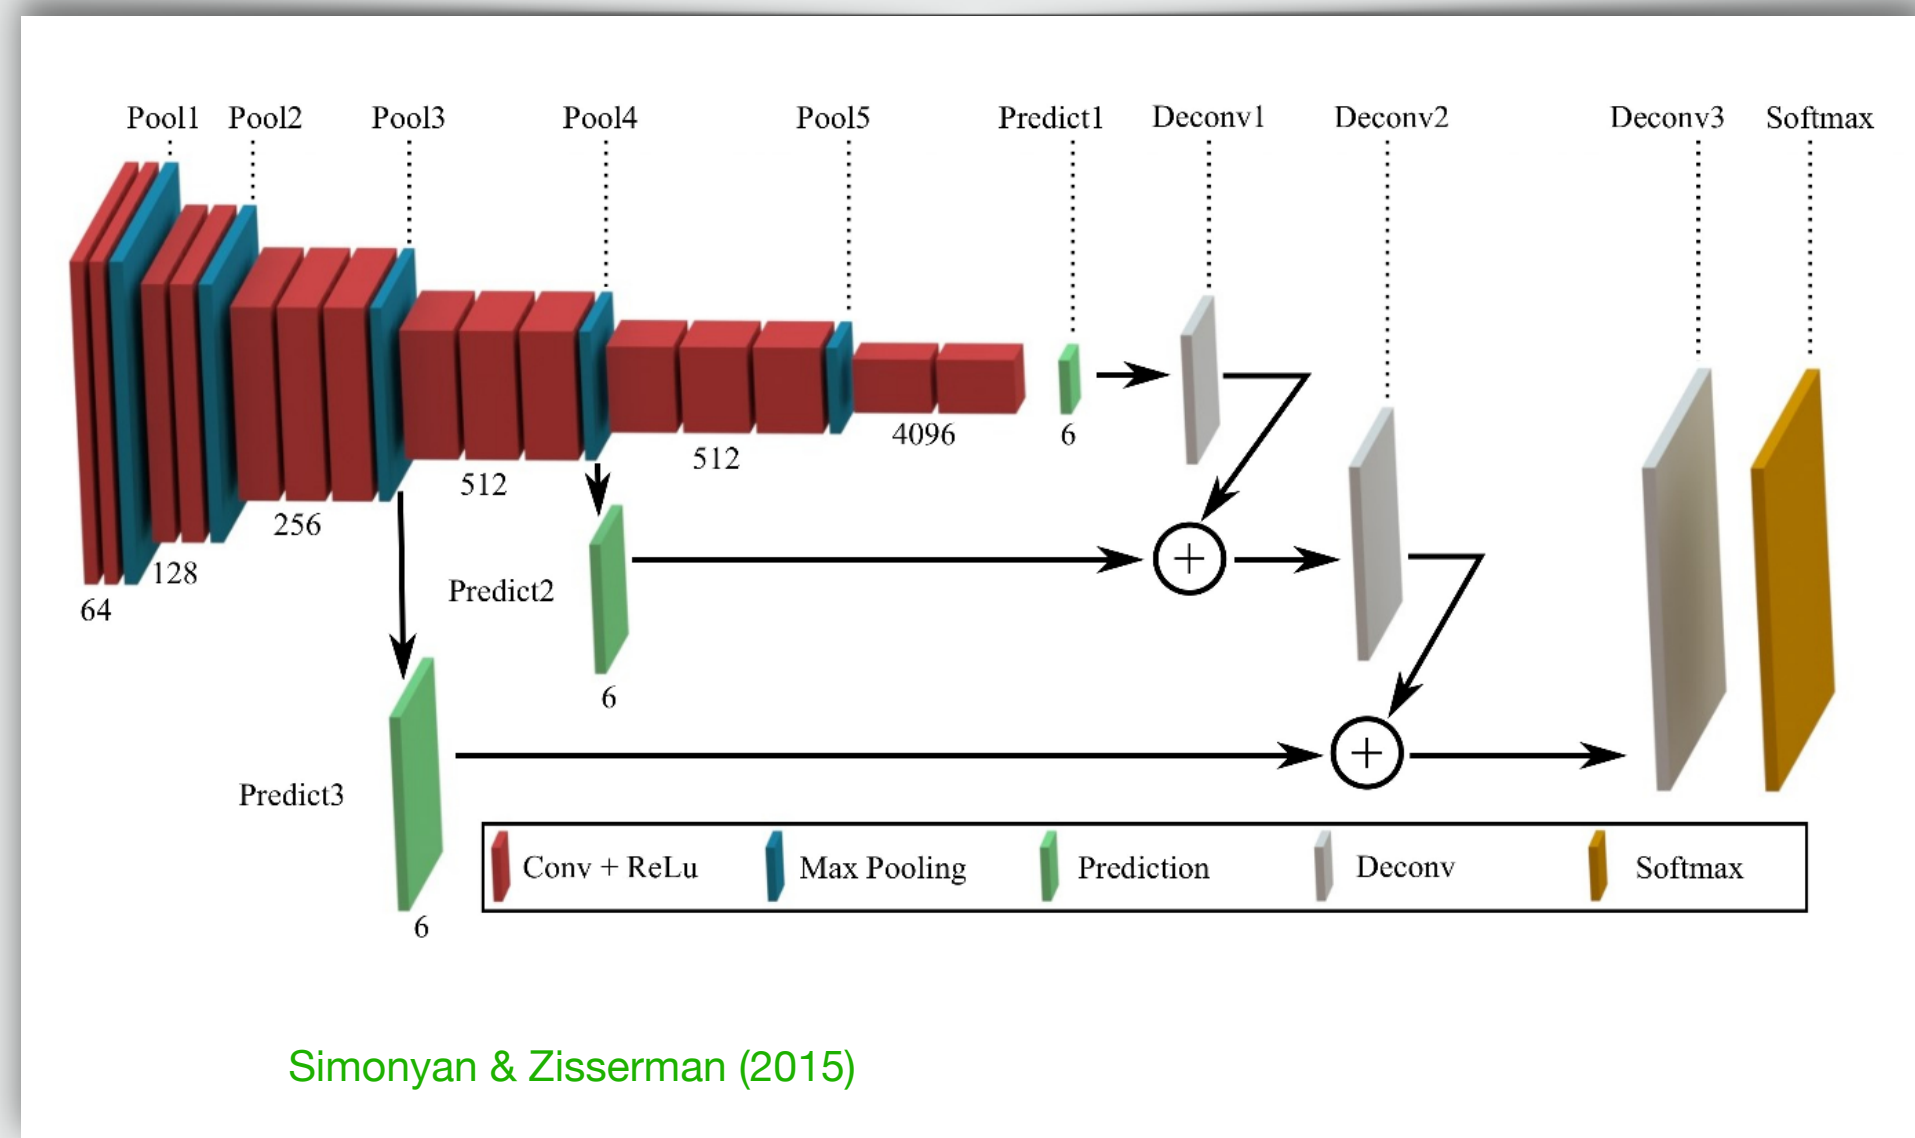 Pool1 Pool2 Pool3 Pool4 Pool5 Predict1 Deconv1 Deconv2 Deconv3 Softmax
64
128
256
512
512
4096
6
Predict2
6
Predict3
6
+
+
Conv + ReLu Max Pooling Prediction Deconv Softmax
Simonyan & Zisserman (2015)